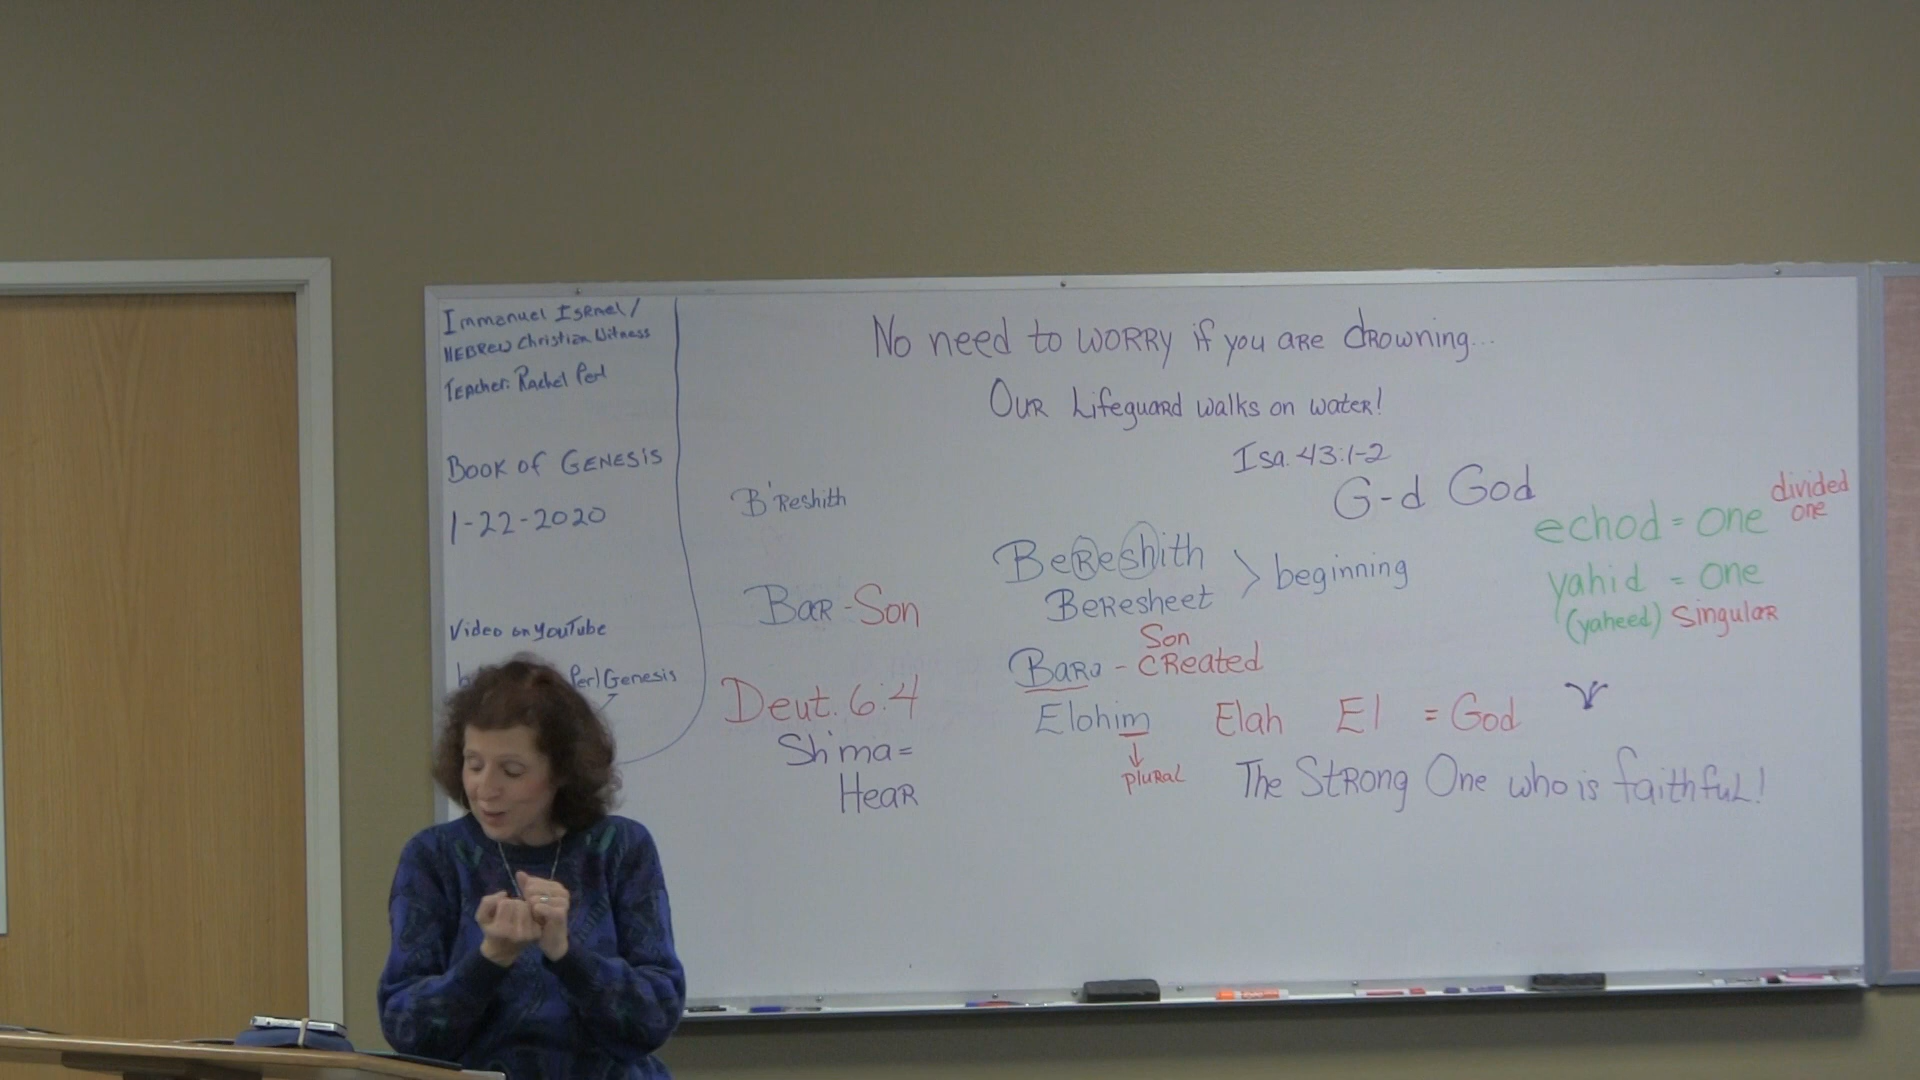 Immanuel Israel/
HEBREW Christian Witness
Teacher: Rachel Perl
BOOK OF GENESIS
1-22-2020
Video on YouTube
Perl Genesis
No need to WORRY if you are drowning...
OUR Lifeguard walks on water!
Isa. 43:1-2
G-d God
B'Reshith
BeReshith
BeResheet > beginning
echod = one divided one
yahid = one
(yaheed) Singular
Bar - Son
Son
Bara - CReated
Deut. 6:4
Sh'ma =
Hear
Elohim Elah El = God
plural
The Strong One who is faithful!